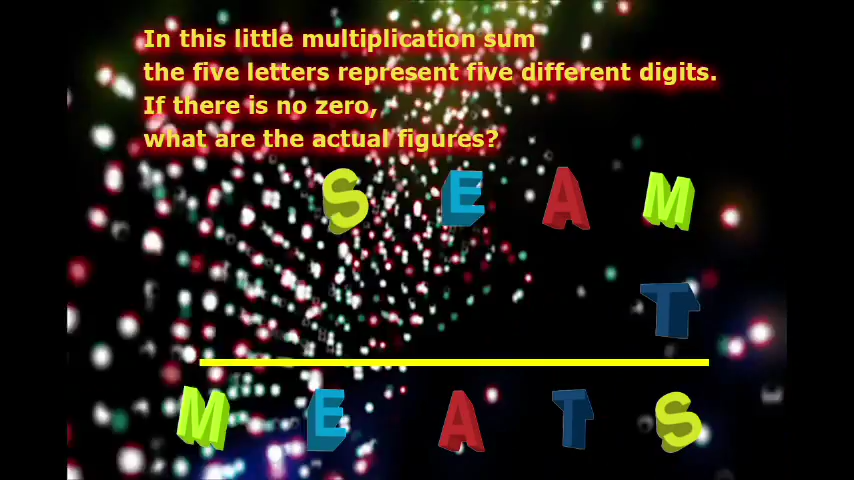 In this little multiplication sum
the five letters represent five different digits.
If there is no zero,
what are the actual figures?
S E A M
T
M E A T S